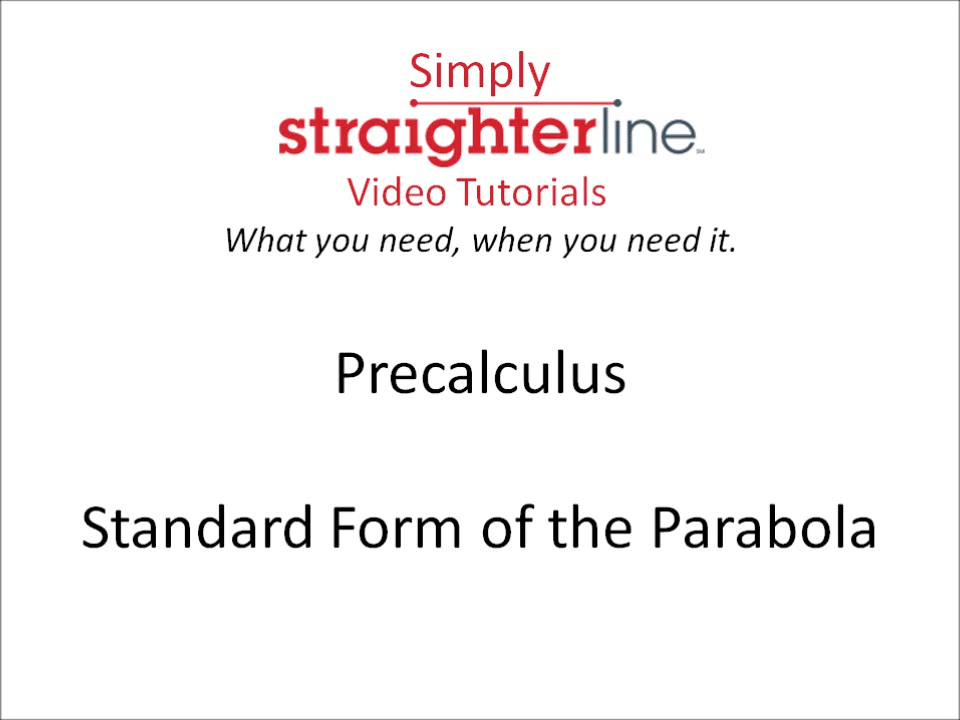 Simply
straighterline
Video Tutorials
What you need, when you need it.
Precalculus
Standard Form of the Parabola